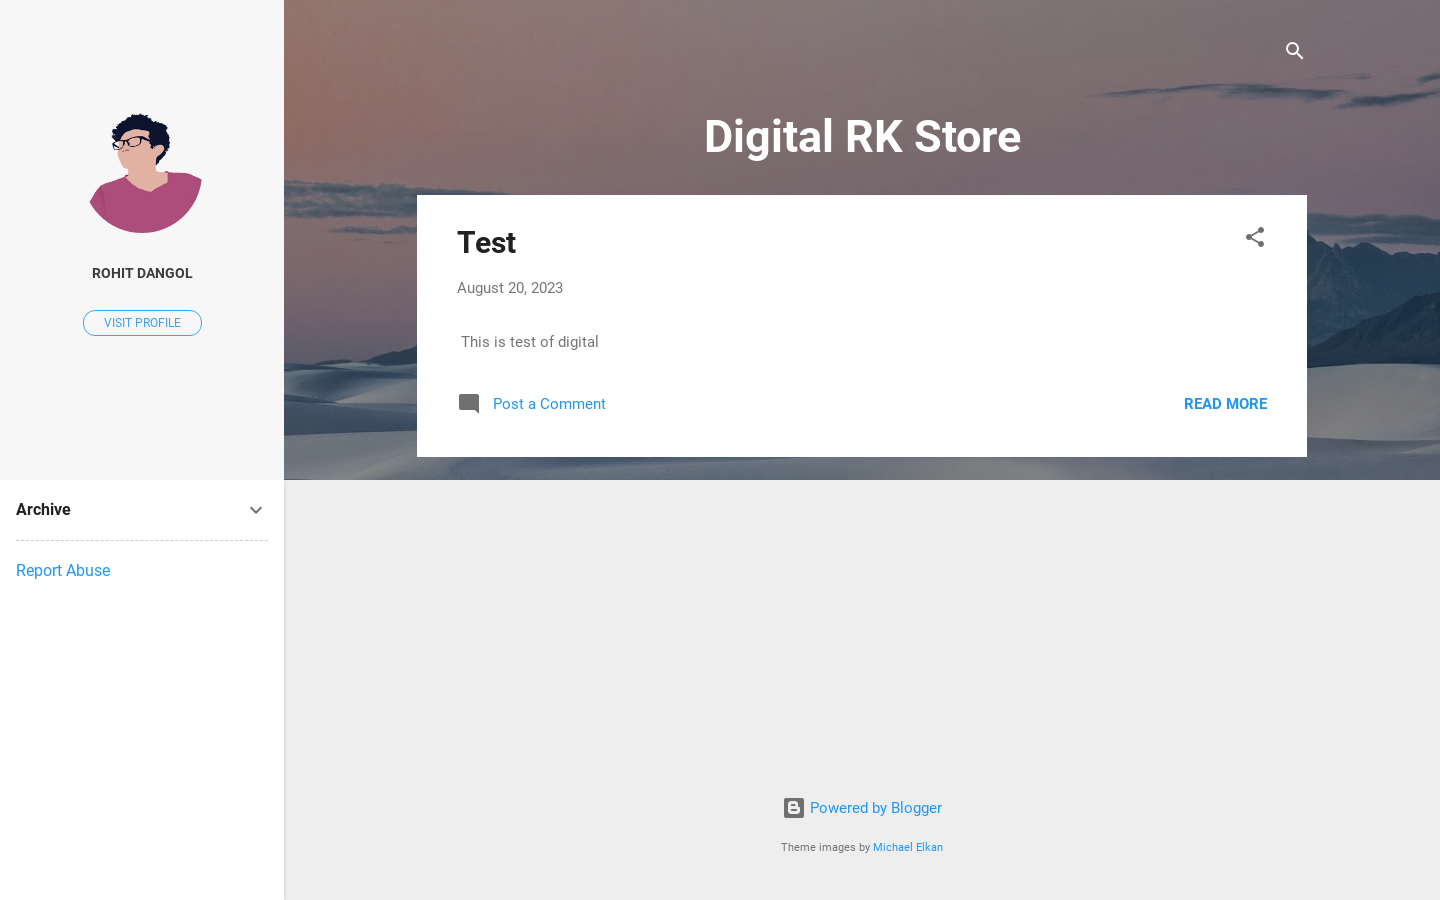 ROHIT DANGOL
VISIT PROFILE
Archive
Report Abuse
Digital RK Store
Test
August 20, 2023
This is test of digital
Post a Comment
READ MORE
Powered by Blogger
Theme images by Michael Elkan